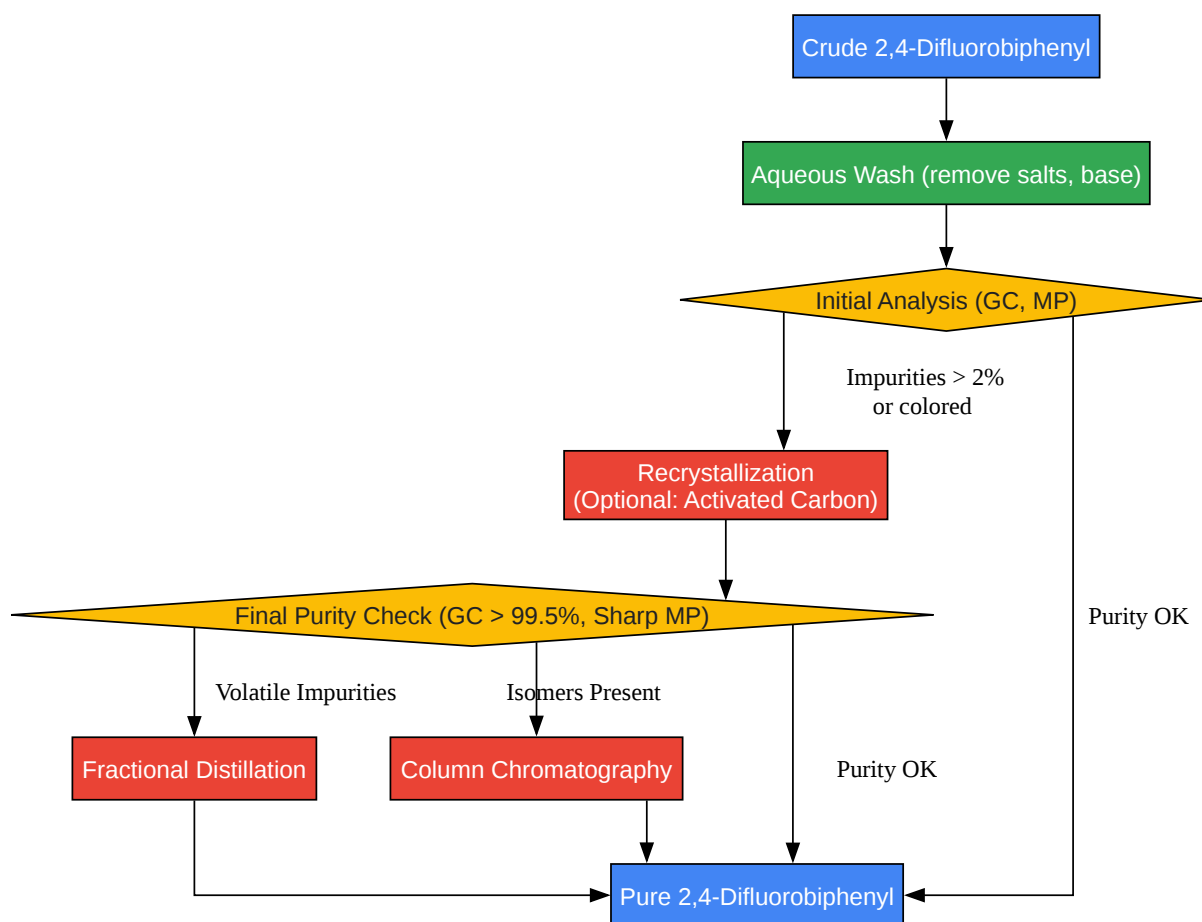 Crude 2,4-Difluorobiphenyl
Aqueous Wash (remove salts, base)
Initial Analysis (GC, MP)
Impurities > 2%
or colored
Recrystallization
(Optional: Activated Carbon)
Final Purity Check (GC > 99.5%, Sharp MP)
Purity OK
Volatile Impurities
Isomers Present
Fractional Distillation
Column Chromatography
Purity OK
Pure 2,4-Difluorobiphenyl